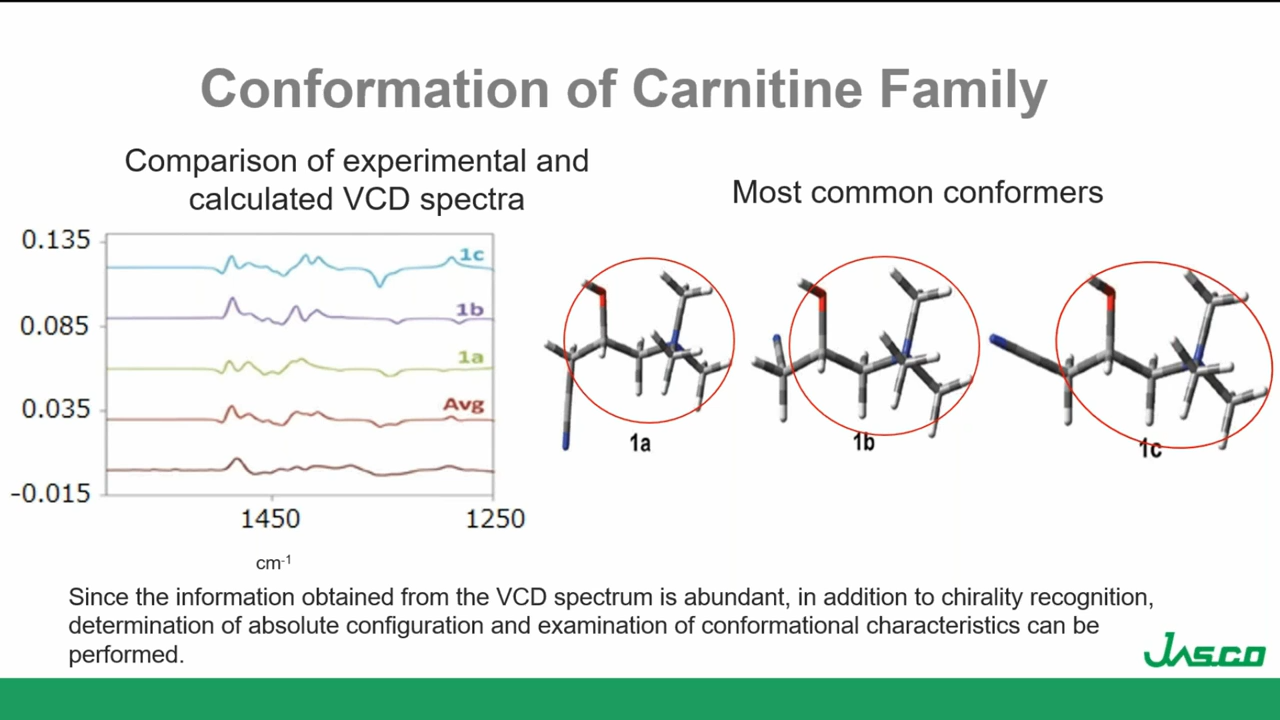 Conformation of Carnitine Family
Comparison of experimental and
calculated VCD spectra
Most common conformers
0.135
0.085
0.035
-0.015
1c
1b
1a
Avg
1450
1250
cm-1
1a
1b
1c
Since the information obtained from the VCD spectrum is abundant, in addition to chirality recognition,
determination of absolute configuration and examination of conformational characteristics can be
performed.
JASCO